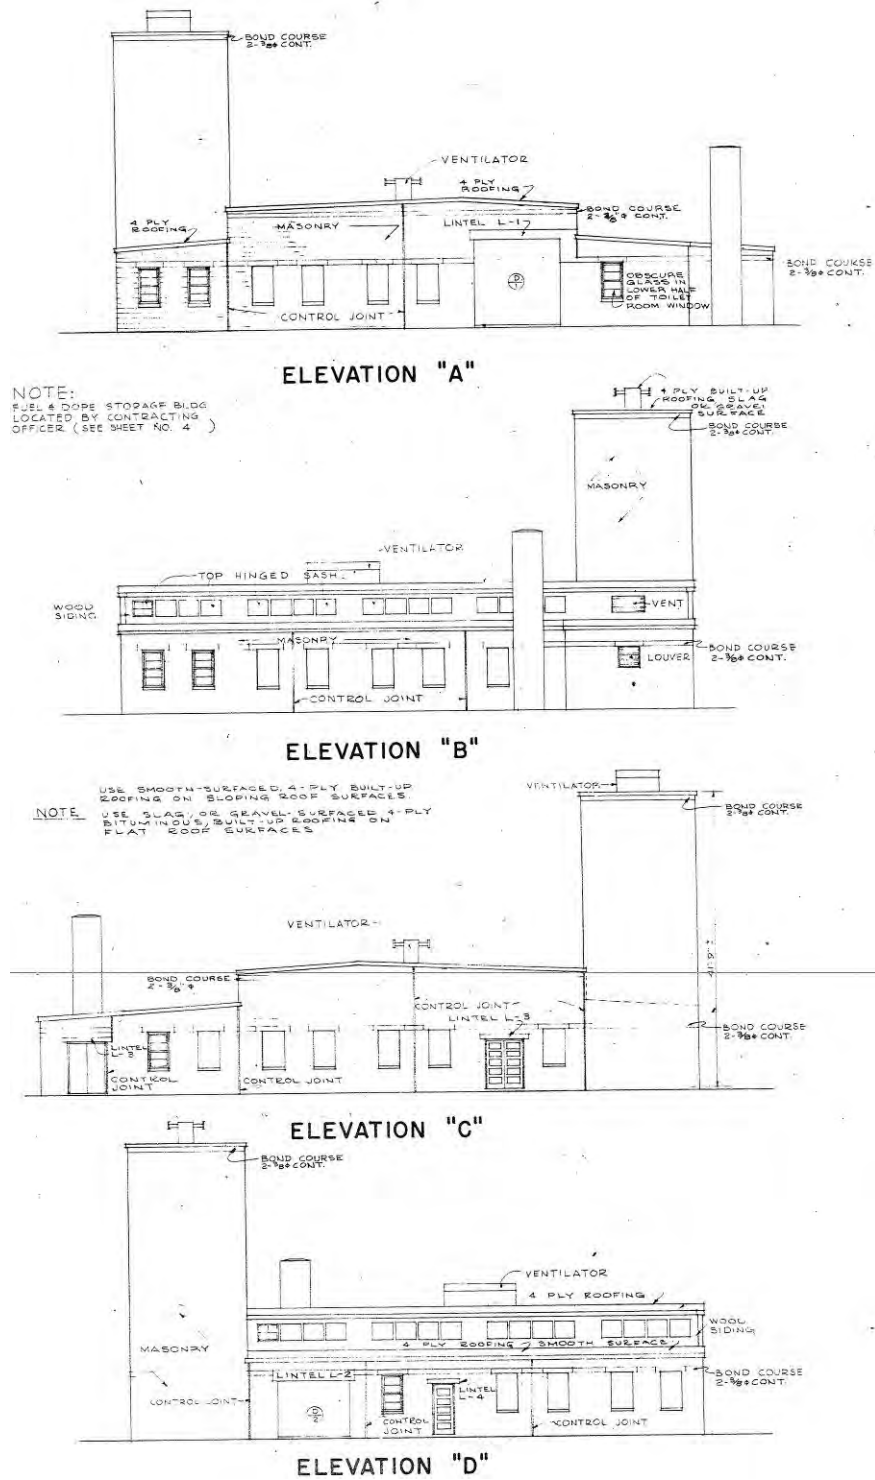 BOND COURSE
2-3/8"ø CONT.
VENTILATOR
4 PLY
ROOFING
4 PLY
ROOFING
MASONRY
LINTEL L-1
BOND COURSE
2-3/8"ø CONT.
BOND COURSE
2-3/8ø CONT.
D
1
OBSCURE
GLASS IN
LOWER HALF
OF TOILET
ROOM WINDOW
CONTROL JOINT
ELEVATION "A"
NOTE:
FUEL & DOPE STORAGE BLDG
LOCATED BY CONTRACTING
OFFICER (SEE SHEET NO. 4 )
4 PLY BUILT-UP
ROOFING SLAG
OR GRAVEL
SURFACE
BOND COURSE
2-3/8ø CONT.
MASONRY
VENTILATOR
TOP HINGED SASH
WOOD
SIDING
VENT
MASONRY
LOUVER
BOND COURSE
2-3/8ø CONT.
CONTROL JOINT
ELEVATION "B"
NOTE
USE SMOOTH-SURFACED, 4-PLY BUILT-UP
ROOFING ON SLOPING ROOF SURFACES.
USE SLAG, OR GRAVEL-SURFACED 4-PLY
BITUMINOUS, BUILT-UP ROOFING ON
FLAT ROOF SURFACES
VENTILATOR
BOND COURSE
2-3/8ø CONT.
VENTILATOR
BOND COURSE
2-3/8"ø
CONTROL JOINT
LINTEL L-3
LINTEL
L-3
BOND COURSE
2-3/8ø CONT.
CONTROL
JOINT
CONTROL JOINT
ELEVATION "C"
BOND COURSE
2-3/8ø CONT.
VENTILATOR
4 PLY ROOFING
WOOD
SIDING
MASONRY
4 PLY ROOFING SMOOTH SURFACE
LINTEL L-2
LINTEL
L-4
BOND COURSE
2-3/8ø CONT.
CONTROL JOINT
D
2
CONTROL
JOINT
CONTROL JOINT
ELEVATION "D"